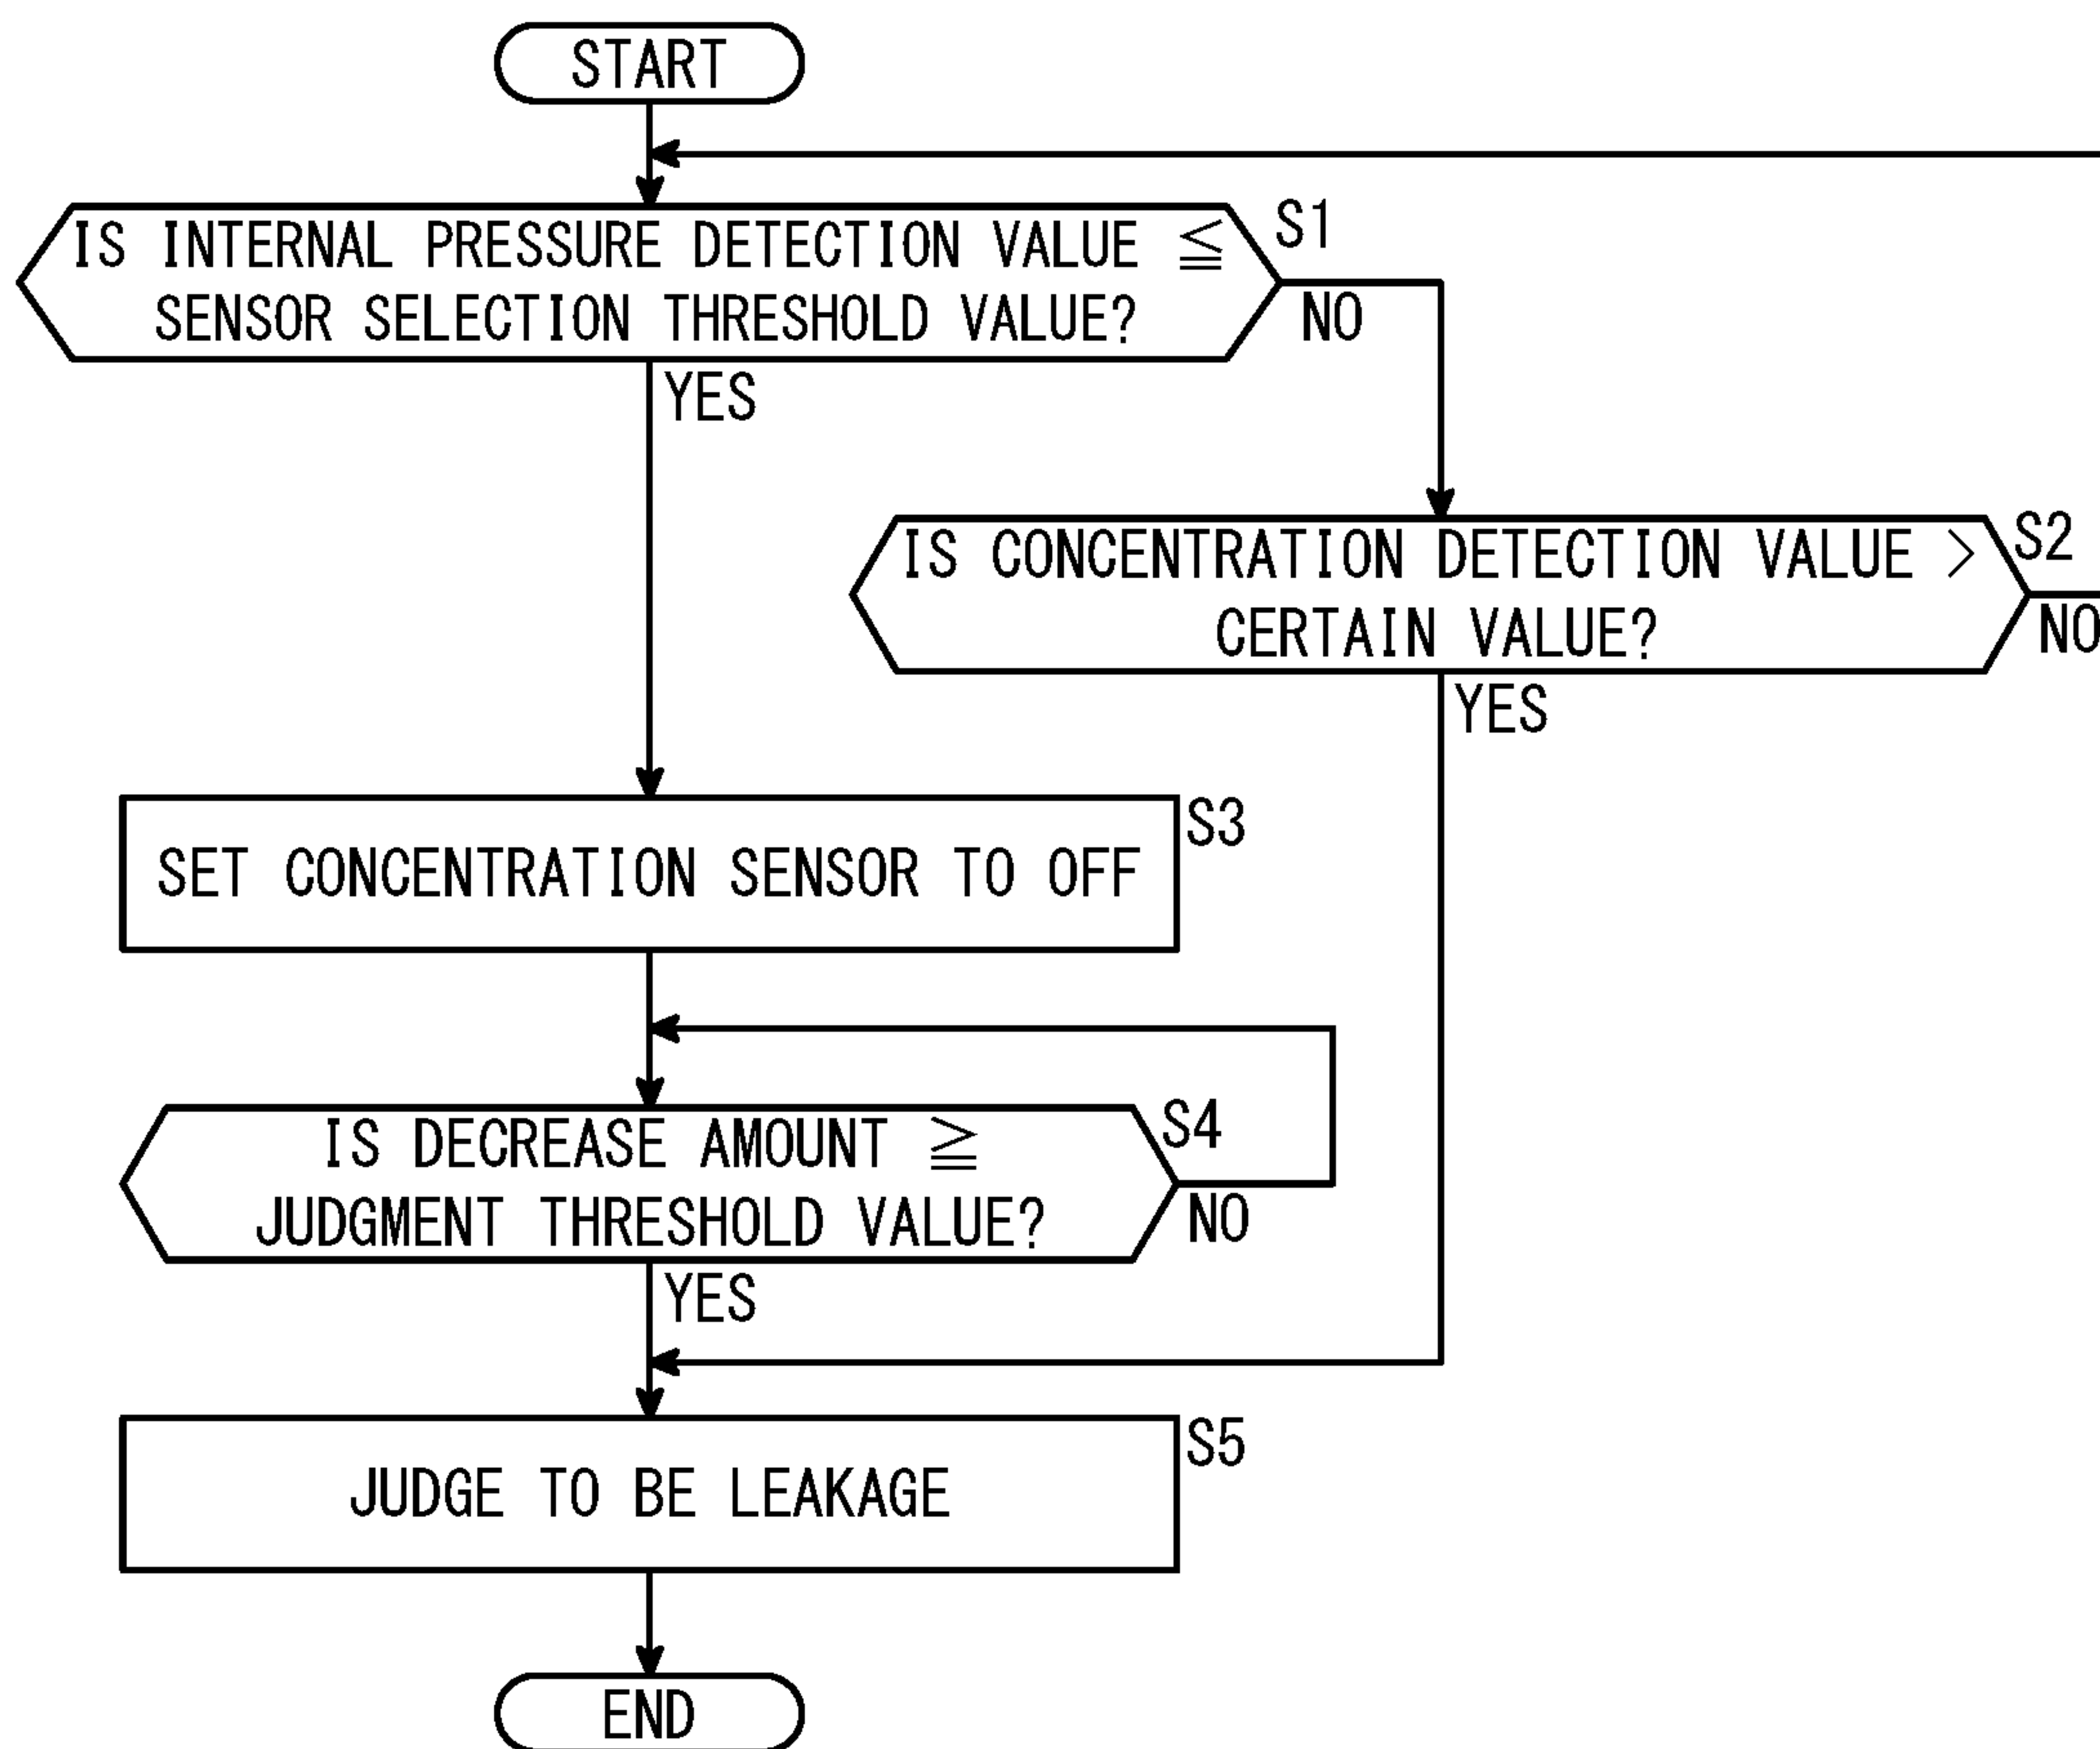 START
IS INTERNAL PRESSURE DETECTION VALUE ≦
SENSOR SELECTION THRESHOLD VALUE?
S1
NO
YES
IS CONCENTRATION DETECTION VALUE >
CERTAIN VALUE?
S2
NO
YES
SET CONCENTRATION SENSOR TO OFF
S3
IS DECREASE AMOUNT ≧
JUDGMENT THRESHOLD VALUE?
S4
NO
YES
JUDGE TO BE LEAKAGE
S5
END